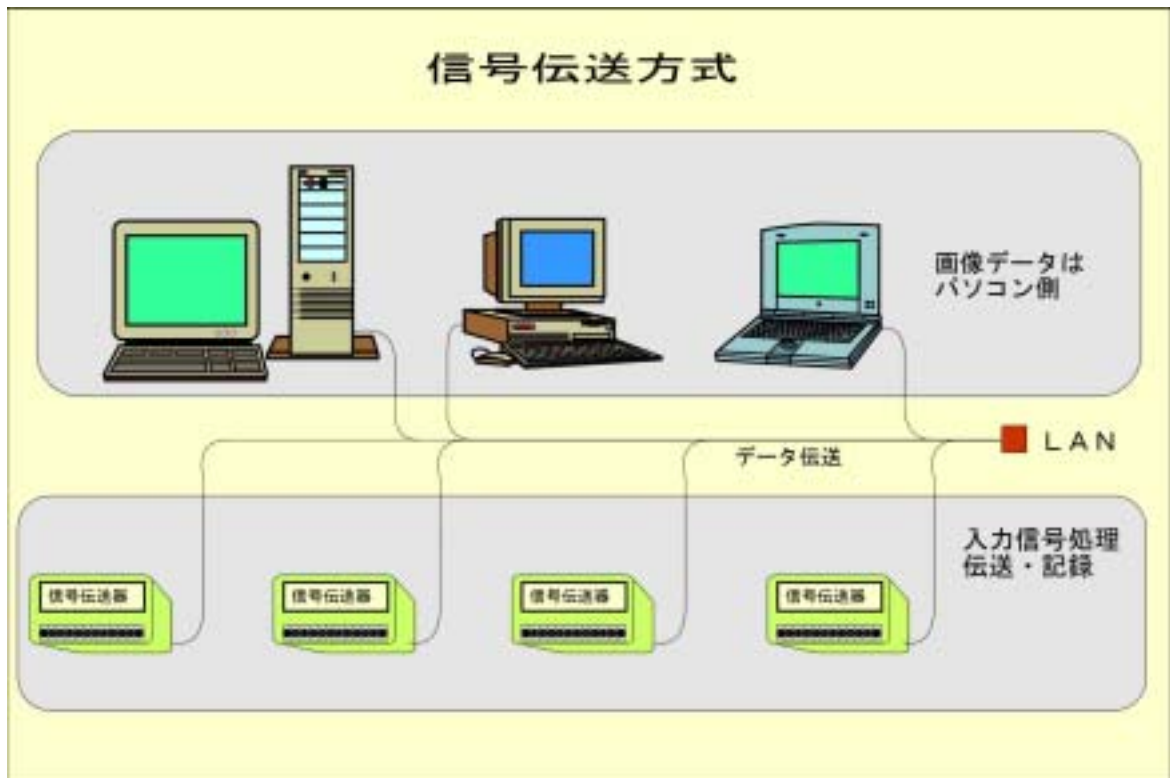 信号伝送方式
画像データは
パソコン側
LAN
データ伝送
入力信号処理
伝送・記録
信号伝送器
信号伝送器
信号伝送器
信号伝送器